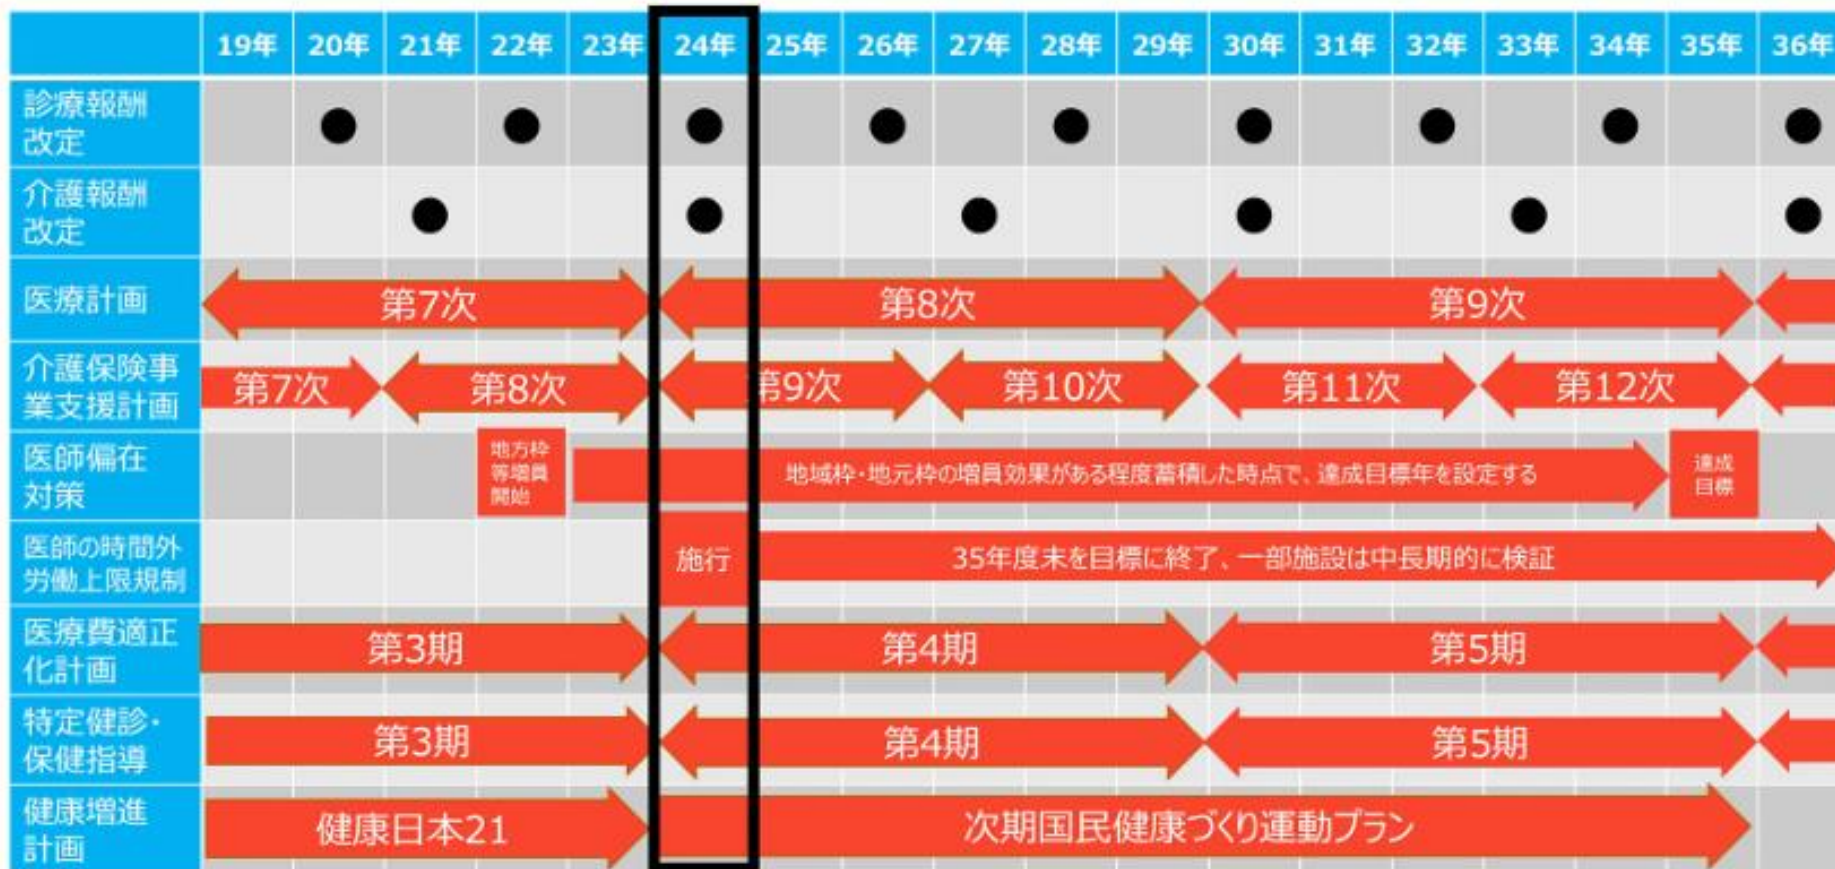 19年 20年 21年 22年 23年 24年 25年 26年 27年 28年 29年 30年 31年 32年 33年 34年 35年 36年
診療報酬
改定
介護報酬
改定
医療計画
第7次 第8次 第9次
介護保険事
業支援計画
第7次 第8次 第9次 第10次 第11次 第12次
医師偏在
対策
地方枠
等増員
開始
地域枠・地元枠の増員効果がある程度蓄積した時点で、達成目標年を設定する
達成
目標
医師の時間外
労働上限規制
施行
35年度末を目標に終了、一部施設は中長期的に検証
医療費適正
化計画
第3期 第4期 第5期
特定健診・
保健指導
第3期 第4期 第5期
健康増進
計画
健康日本21
次期国民健康づくり運動プラン